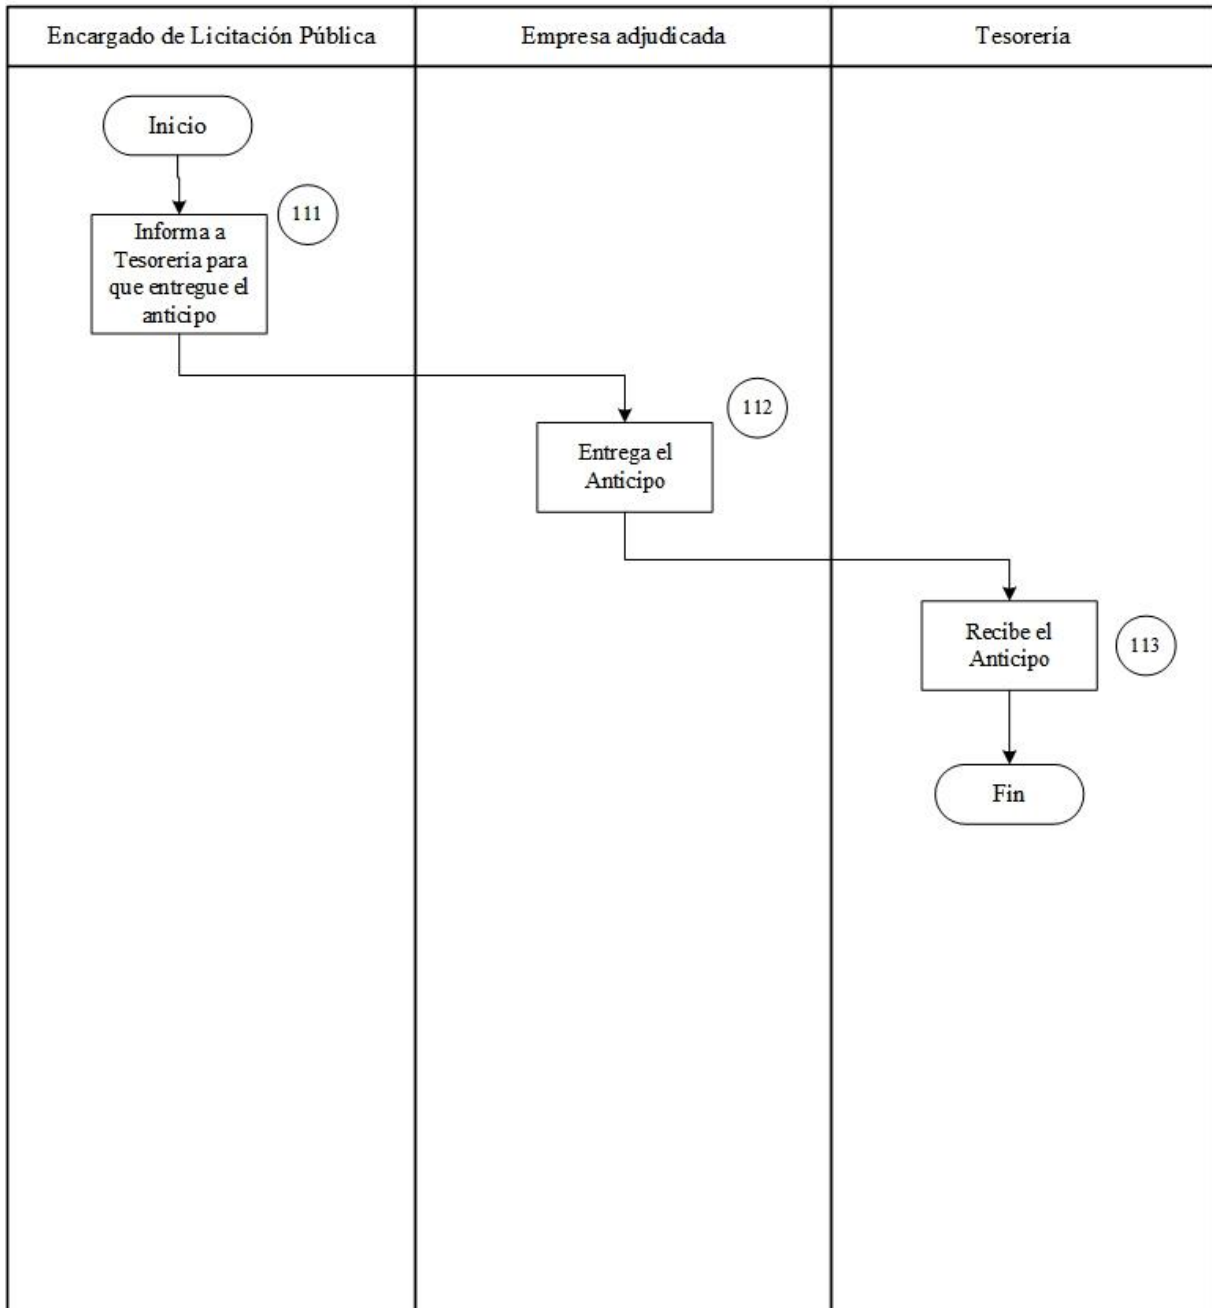 Encargado de Licitación Pública
Empresa adjudicada
Tesorería
Inicio
111
Informa a
Tesorería para
que entregue el
anticipo
112
Entrega el
Anticipo
Recibe el
Anticipo
113
Fin